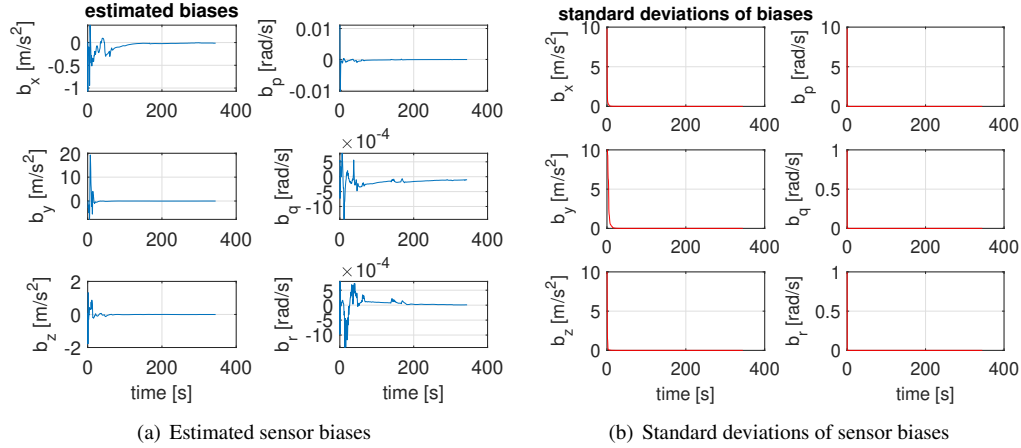 estimated biases
b_x [m/s²]
0
-0.5
-1
0 200 400
b_p [rad/s]
0.01
0
-0.01
0 200 400
b_y [m/s²]
20
10
0
0 200 400
b_q [rad/s]
×10⁻⁴
5
0
-5
-10
0 200 400
b_z [m/s²]
2
0
-2
0 200 400
time [s]
b_r [rad/s]
×10⁻⁴
5
0
-5
-10
0 200 400
time [s]
(a) Estimated sensor biases
standard deviations of biases
b_x [m/s²]
10
5
0
0 200 400
b_p [rad/s]
10
5
0
0 200 400
b_y [m/s²]
10
5
0
0 200 400
b_q [rad/s]
1
0.5
0
0 200 400
b_z [m/s²]
10
5
0
0 200 400
time [s]
b_r [rad/s]
1
0.5
0
0 200 400
time [s]
(b) Standard deviations of sensor biases